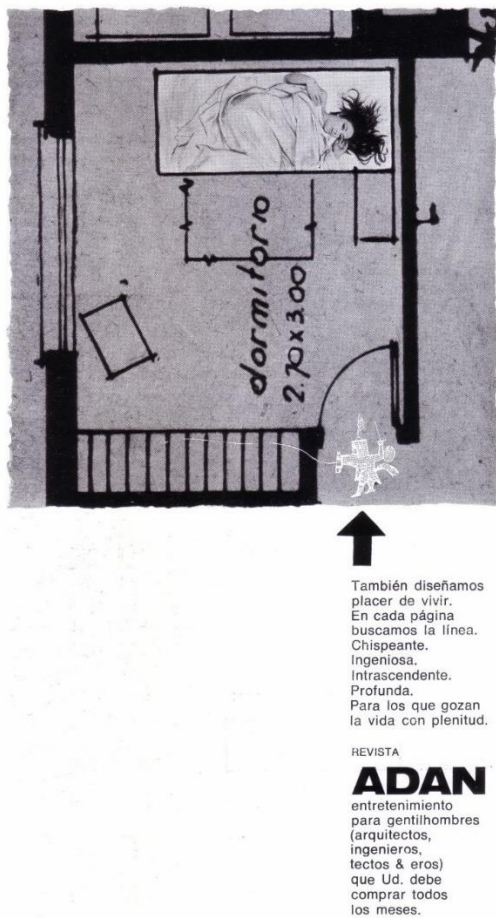 dormitorio
2.70 x 3.00
También diseñamos
placer de vivir.
En cada página
buscamos la línea.
Chispeante.
Ingeniosa.
Intrascendente.
Profunda.
Para los que gozan
la vida con plenitud.
REVISTA
ADAN
entretenimiento
para gentilhombres
(arquitectos,
ingenieros,
tectos & eros)
que Ud. debe
comprar todos
los meses.